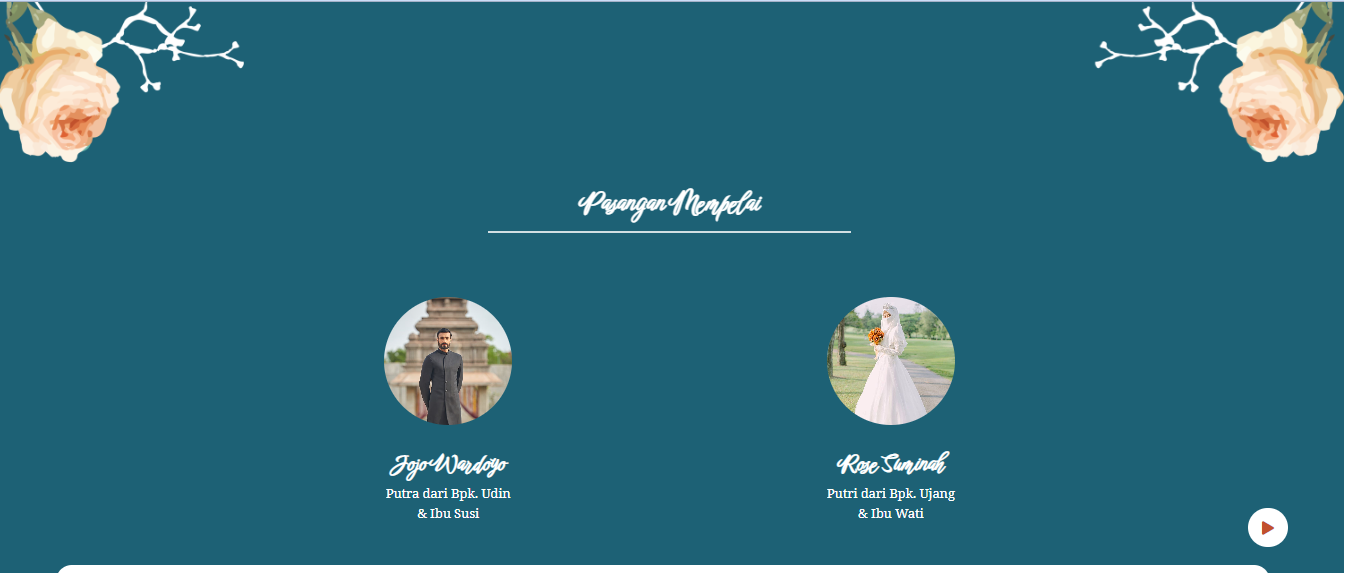 Pasangan Mempelai
Jojo Wardoyo
Putra dari Bpk. Udin
& Ibu Susi
Rose Suminah
Putri dari Bpk. Ujang
& Ibu Wati